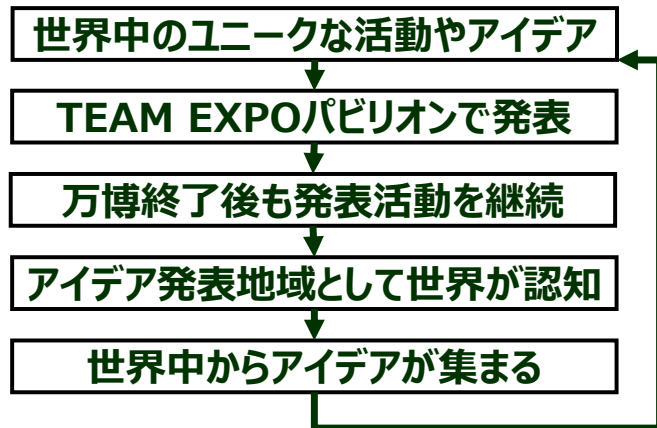 世界中のユニークな活動やアイデア
TEAM EXPOパビリオンで発表
万博終了後も発表活動を継続
アイデア発表地域として世界が認知
世界中からアイデアが集まる